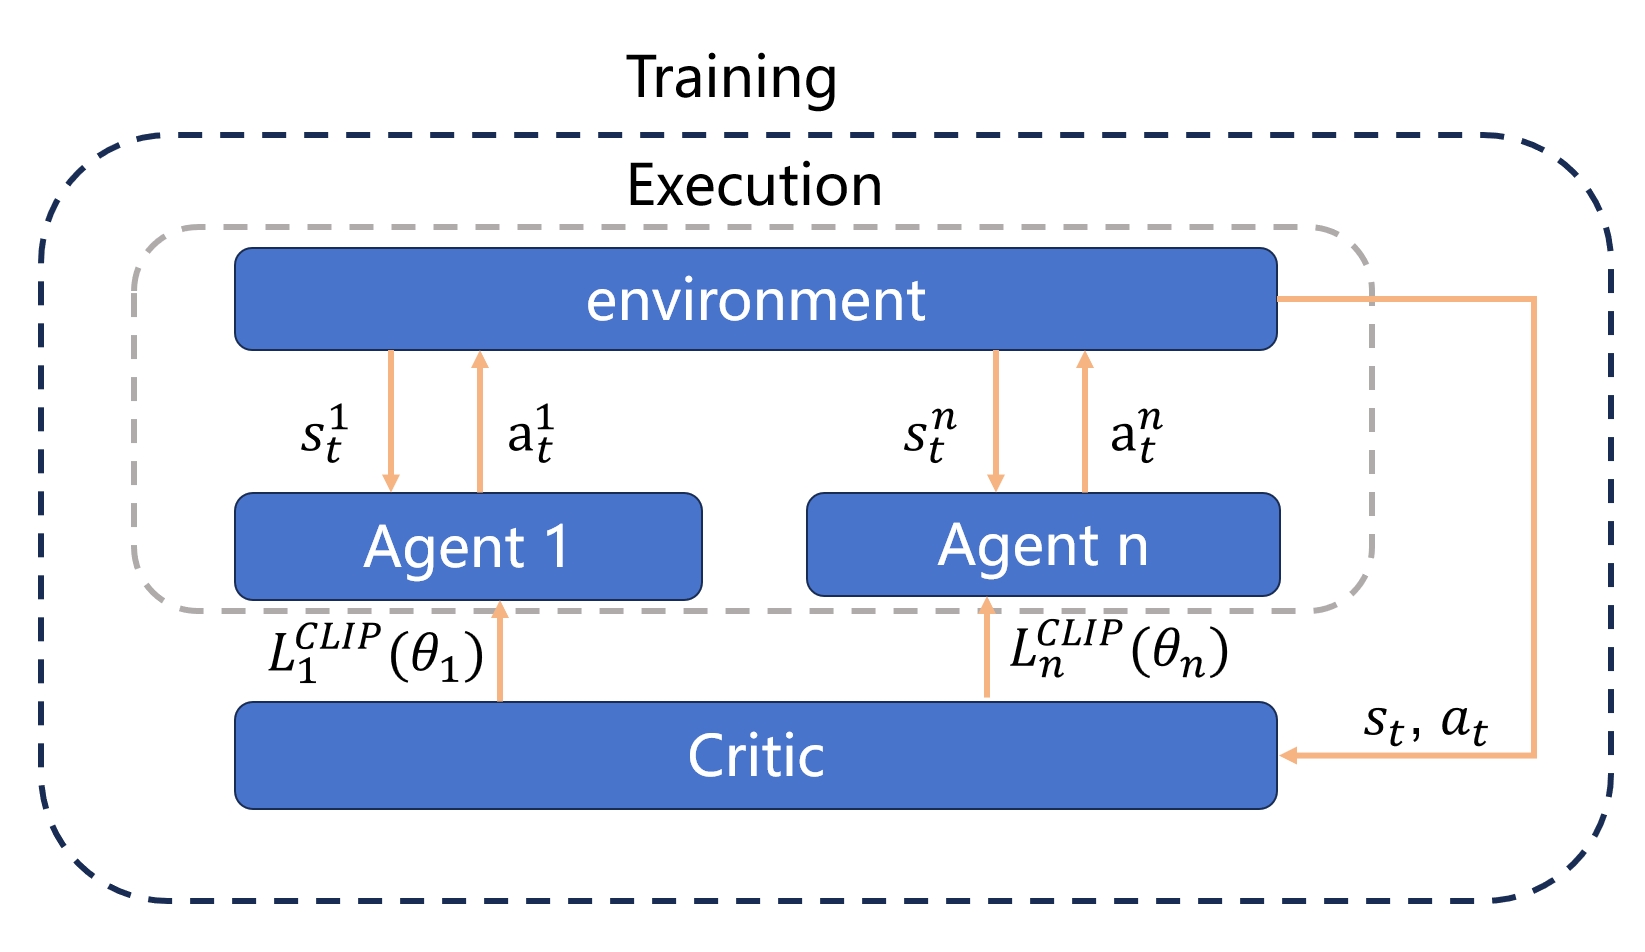 Training
Execution
environment
$s_t^1$
$a_t^1$
$s_t^n$
$a_t^n$
Agent 1
Agent n
$L_1^{CLIP}(\theta_1)$
$L_n^{CLIP}(\theta_n)$
$s_t, a_t$
Critic